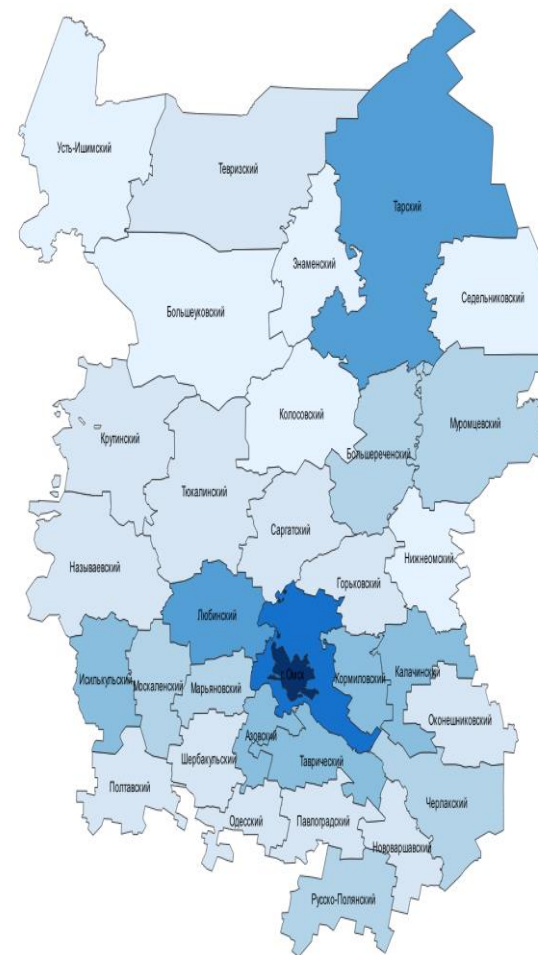 Усть-Ишимский
Тевризский
Тарский
Знаменский
Седельниковский
Большеуковский
Колосовский
Муромцевский
Крутинский
Большереченский
Тюкалинский
Саргатский
Нижнеомский
Называевский
Горьковский
Любинский
г. Омск
Кормиловский
Калачинский
Исилькульский
Москаленский
Марьяновский
Оконешниковский
Азовский
Шербакульский
Таврический
Полтавский
Черлакский
Одесский
Павлоградский
Нововаршавский
Русско-Полянский